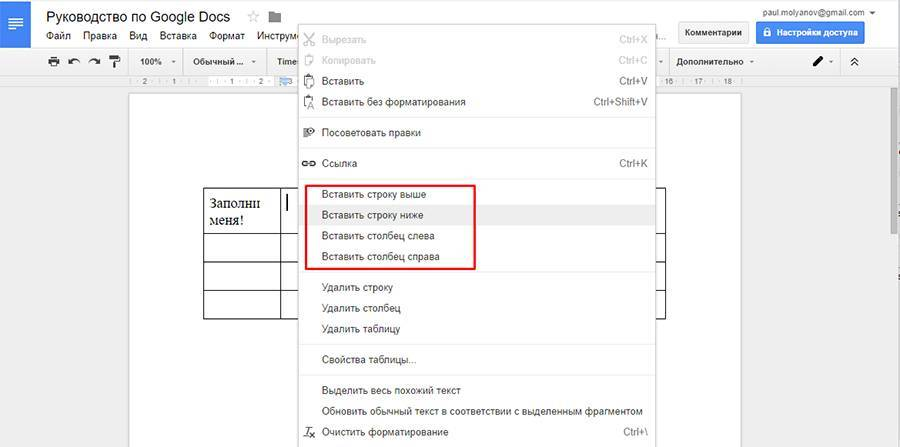 Руководство по Google Docs
paul.molyanov@gmail.com
Файл Правка Вид Вставка Формат
Комментарии
Настройки доступа
100% Обычный ...
Дополнительно
2 1 1 2 3 16 17 18
Вырезать Ctrl+X
Копировать Ctrl+C
Вставить Ctrl+V
Вставить без форматирования Ctrl+Shift+V
Посоветовать правки
Ссылка Ctrl+K
Вставить строку выше
Вставить строку ниже
Вставить столбец слева
Вставить столбец справа
Удалить строку
Удалить столбец
Удалить таблицу
Свойства таблицы...
Выделить весь похожий текст
Обновить обычный текст в соответствии с выделенным фрагментом
Очистить форматирование Ctrl+\
Заполни
меня!